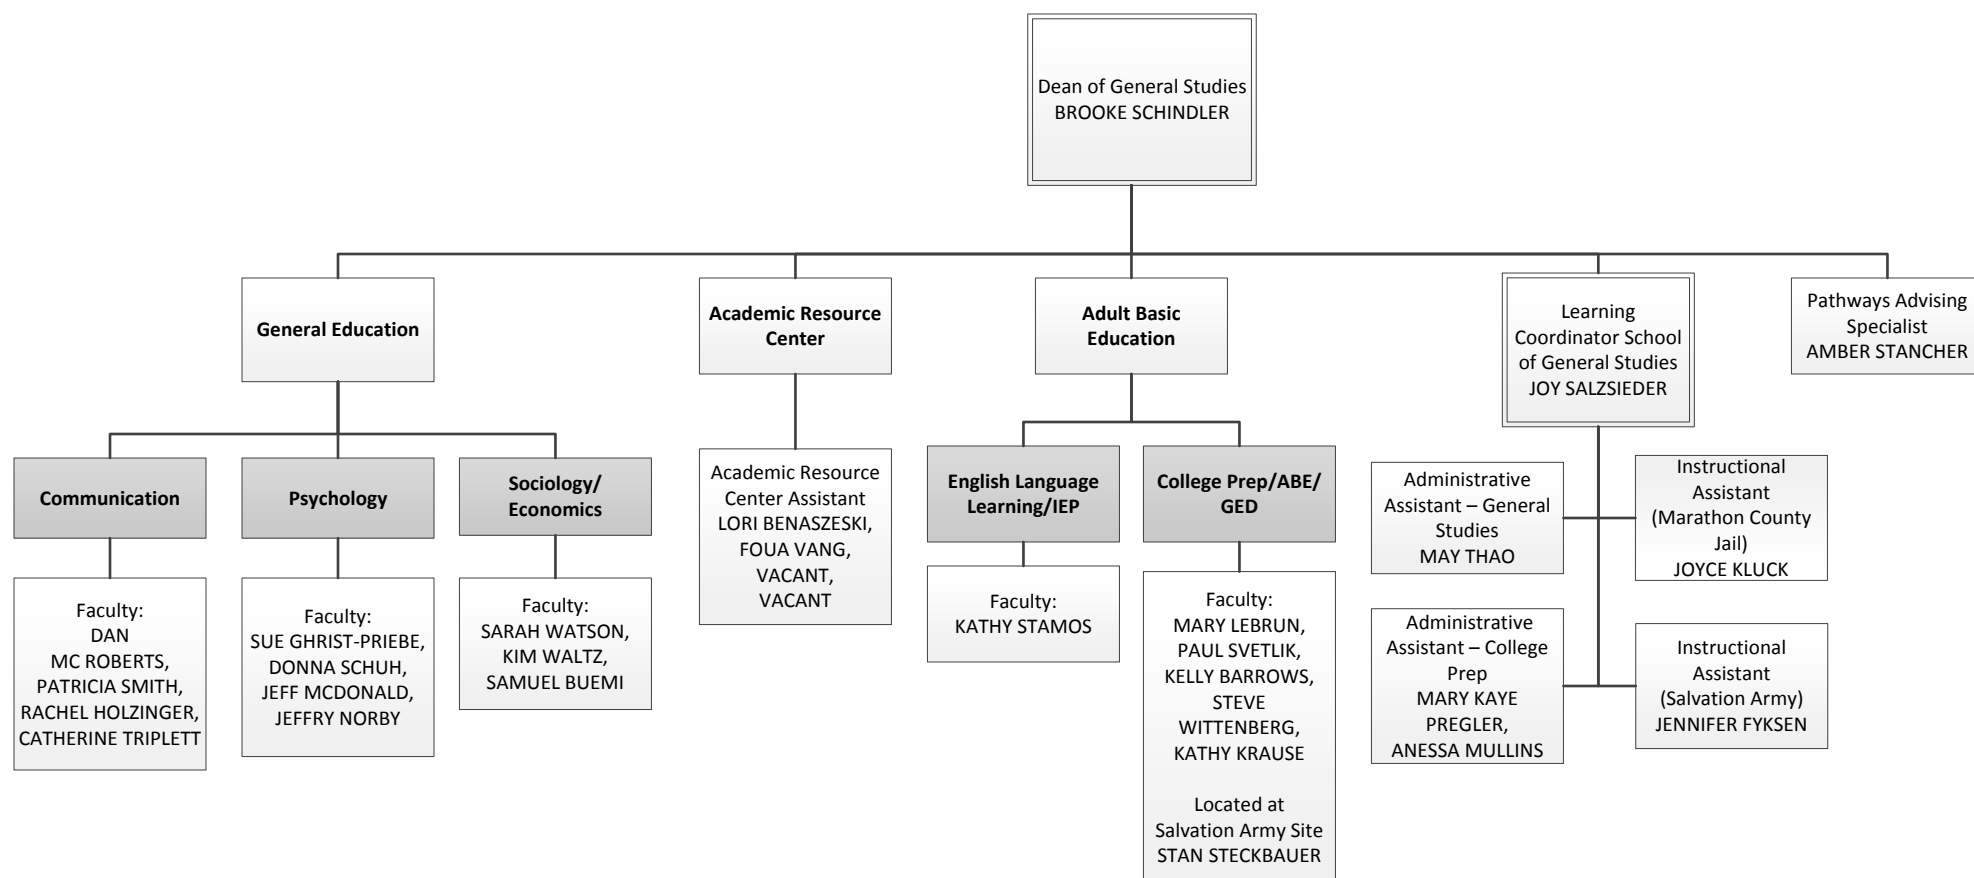 Dean of General Studies
BROOKE SCHINDLER
General Education
Academic Resource
Center
Adult Basic
Education
Learning
Coordinator School
of General Studies
JOY SALZSIEDER
Pathways Advising
Specialist
AMBER STANCHER
Communication
Psychology
Sociology/
Economics
Academic Resource
Center Assistant
LORI BENASZESKI,
FOUA VANG,
VACANT,
VACANT
English Language
Learning/IEP
College Prep/ABE/
GED
Administrative
Assistant – General
Studies
MAY THAO
Instructional
Assistant
(Marathon County
Jail)
JOYCE KLUCK
Faculty:
DAN
MC ROBERTS,
PATRICIA SMITH,
RACHEL HOLZINGER,
CATHERINE TRIPLETT
Faculty:
SUE GHRIST-PRIEBE,
DONNA SCHUH,
JEFF MCDONALD,
JEFFRY NORBY
Faculty:
SARAH WATSON,
KIM WALTZ,
SAMUEL BUEMI
Faculty:
KATHY STAMOS
Faculty:
MARY LEBRUN,
PAUL SVETLIK,
KELLY BARROWS,
STEVE
WITTENBERG,
KATHY KRAUSE
Located at
Salvation Army Site
STAN STECKBAUER
Administrative
Assistant – College
Prep
MARY KAYE
PREGLER,
ANESSA MULLINS
Instructional
Assistant
(Salvation Army)
JENNIFER FYKSEN